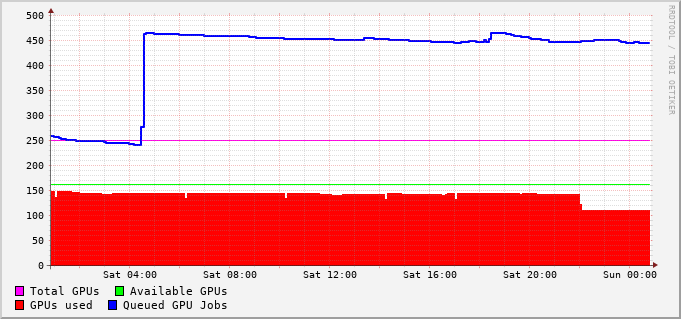 500
450
400
350
300
250
200
150
100
50
0
Sat 04:00 Sat 08:00 Sat 12:00 Sat 16:00 Sat 20:00 Sun 00:00
Total GPUs Available GPUs
GPUs used Queued GPU Jobs
RRDTOOL / TOBI OETIKER